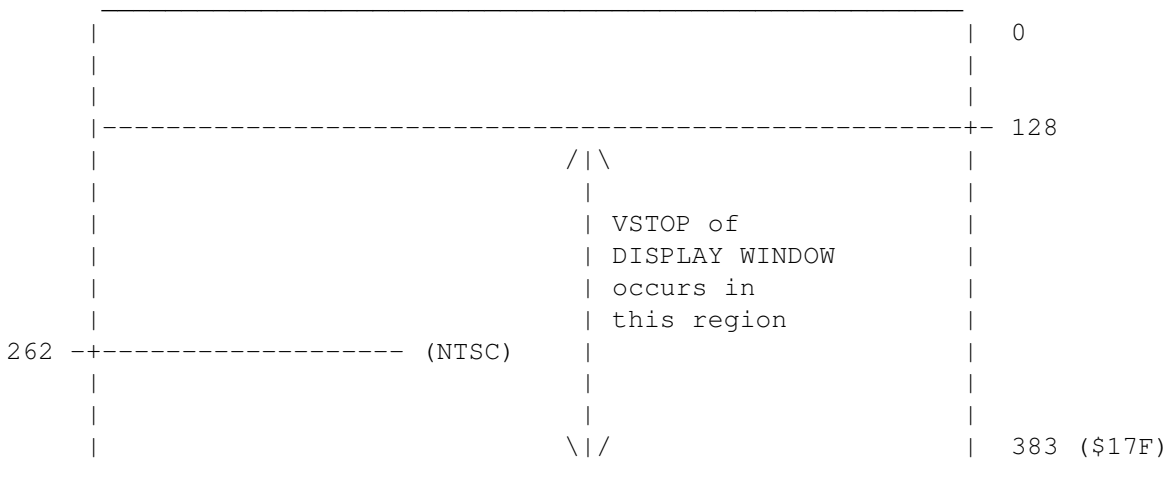 0
128
VSTOP of
DISPLAY WINDOW
occurs in
this region
262 (NTSC)
383 ($17F)